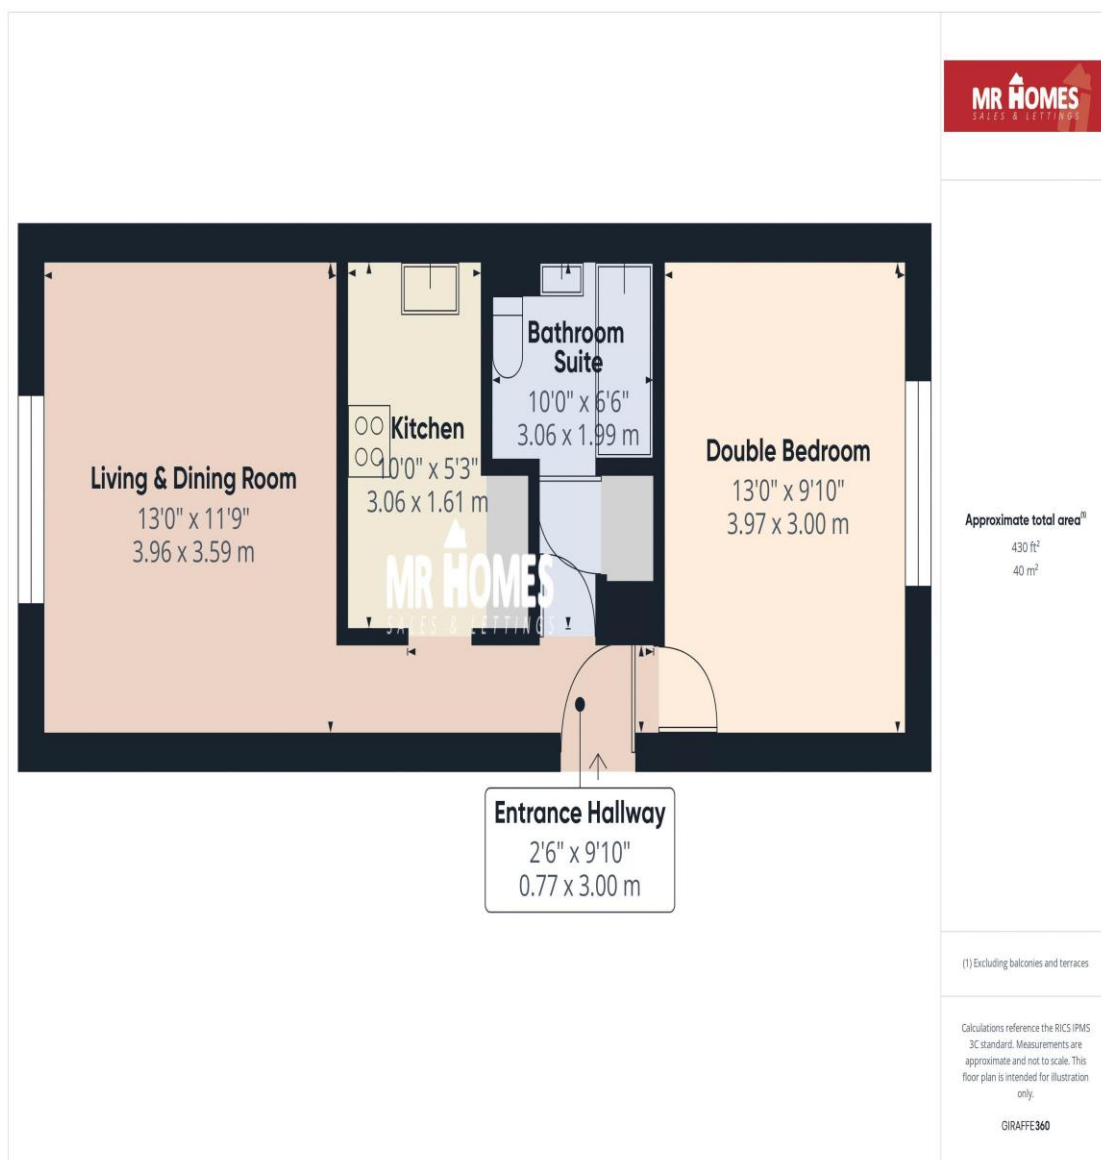 MR HOMES
SALES & LETTINGS
Living & Dining Room
13'0" x 11'9"
3.96 x 3.59 m
Kitchen
10'0" x 5'3"
3.06 x 1.61 m
Bathroom
Suite
10'0" x 6'6"
3.06 x 1.99 m
Double Bedroom
13'0" x 9'10"
3.97 x 3.00 m
MR HOMES
SALES & LETTINGS
Entrance Hallway
2'6" x 9'10"
0.77 x 3.00 m
Approximate total area⁽¹⁾
430 ft²
40 m²
(1) Excluding balconies and terraces
Calculations reference the RICS IPMS
3C standard. Measurements are
approximate and not to scale. This
floor plan is intended for illustration
only.
GIRAFFE360